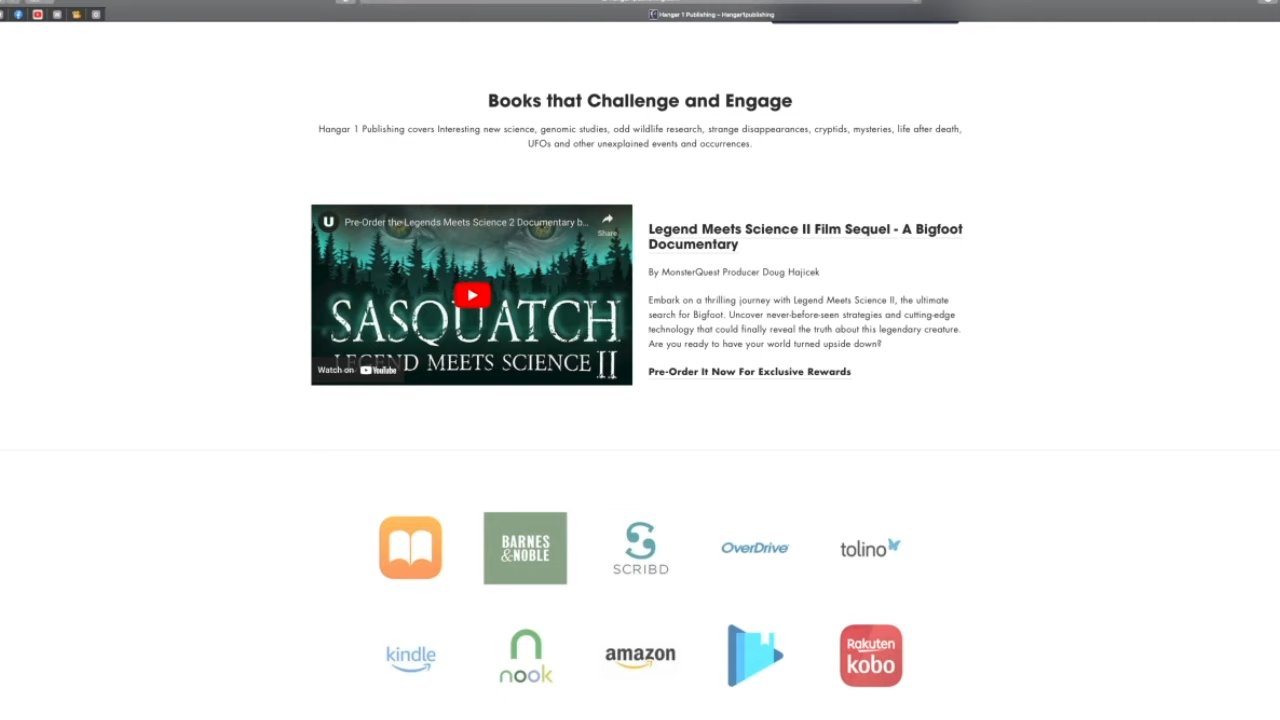 Hangar 1 Publishing – Hangar1publishing
Books that Challenge and Engage
Hangar 1 Publishing covers Interesting new science, genomic studies, odd wildlife research, strange disappearances, cryptids, mysteries, life after death,
UFOs and other unexplained events and occurrences.
U Pre-Order the Legends Meets Science 2 Documentary b...
Share
SASQUATCH
LEGEND MEETS SCIENCE II
Watch on YouTube
Legend Meets Science II Film Sequel - A Bigfoot
Documentary
By MonsterQuest Producer Doug Hajicek
Embark on a thrilling journey with Legend Meets Science II, the ultimate
search for Bigfoot. Uncover never-before-seen strategies and cutting-edge
technology that could finally reveal the truth about this legendary creature.
Are you ready to have your world turned upside down?
Pre-Order It Now For Exclusive Rewards
BARNES
&NOBLE
SCRIBD
OverDrive
tolino
kindle
nook
amazon
Rakuten
kobo